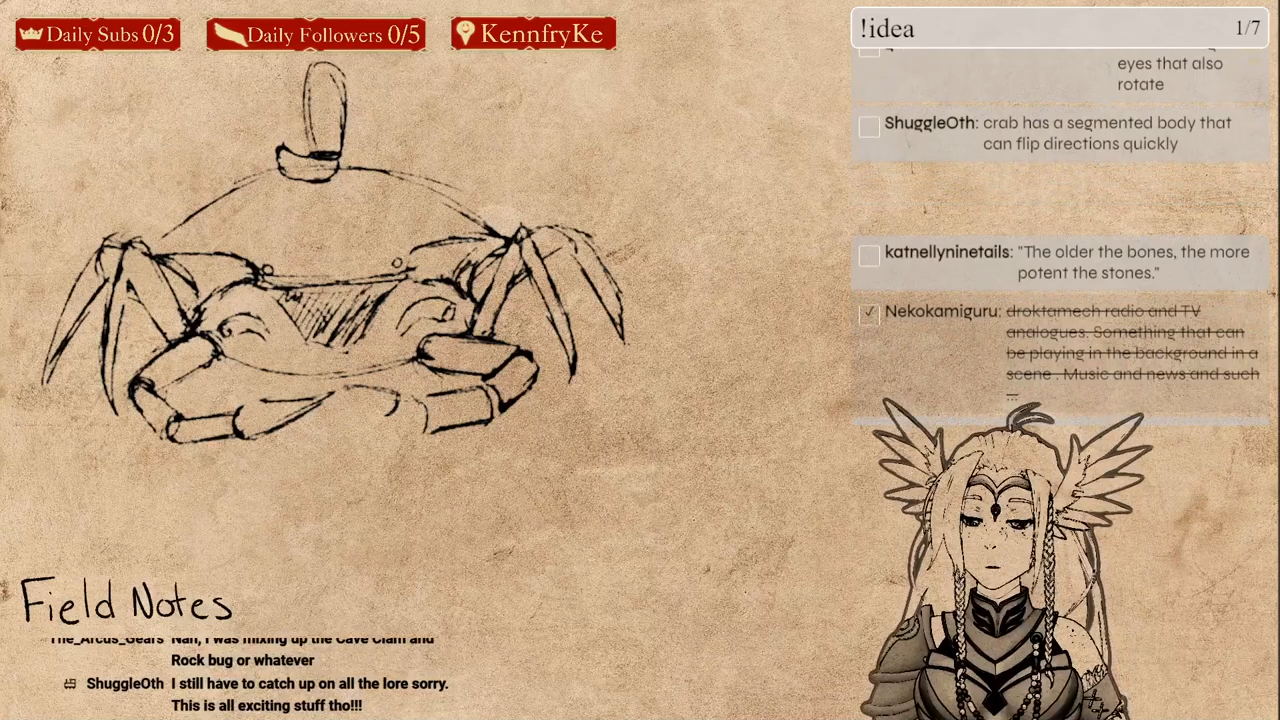 Daily Subs 0/3
Daily Followers 0/5
KennfryKe
!idea 1/7
eyes that also
rotate
ShuggleOth: crab has a segmented body that
can flip directions quickly
katnellyninetails: "The older the bones, the more
potent the stones."
Nekokamiguru: droktamech radio and TV
analogues. Something that can
be playing in the background in a
scene . Music and news and such
...
Field Notes
The_Arcus_Gears Nah, I was mixing up the Cave Clam and
Rock bug or whatever
ShuggleOth I still have to catch up on all the lore sorry.
This is all exciting stuff tho!!!